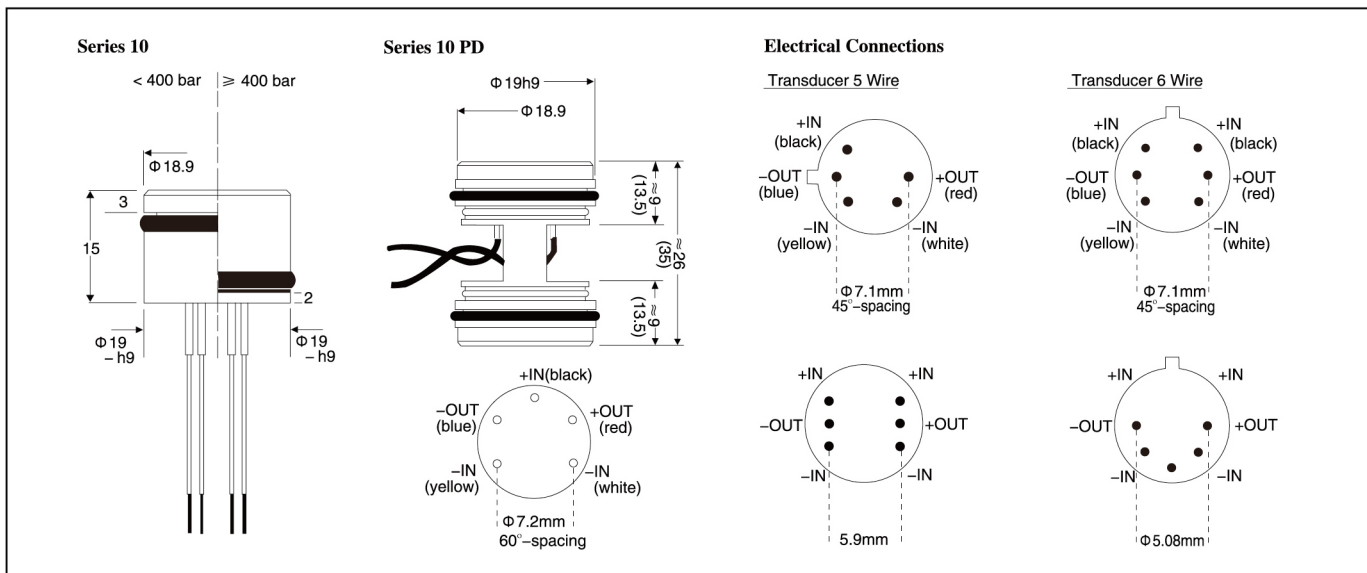 Series 10
< 400 bar
≥ 400 bar
Φ18.9
3
15
2
Φ19
– h9
Φ19
– h9
Series 10 PD
Φ19h9
Φ18.9
≈9
(13.5)
≈26
(35)
≈9
(13.5)
+IN(black)
–OUT
(blue)
+OUT
(red)
–IN
(yellow)
–IN
(white)
Φ7.2mm
60°–spacing
Electrical Connections
Transducer 5 Wire
+IN
(black)
–OUT
(blue)
+OUT
(red)
–IN
(yellow)
–IN
(white)
Φ7.1mm
45°–spacing
Transducer 6 Wire
+IN
(black)
+IN
(black)
–OUT
(blue)
+OUT
(red)
–IN
(yellow)
–IN
(white)
Φ7.1mm
45°–spacing
+IN
+IN
–OUT
+OUT
–IN
–IN
5.9mm
+IN
+IN
–OUT
+OUT
–IN
–IN
Φ5.08mm